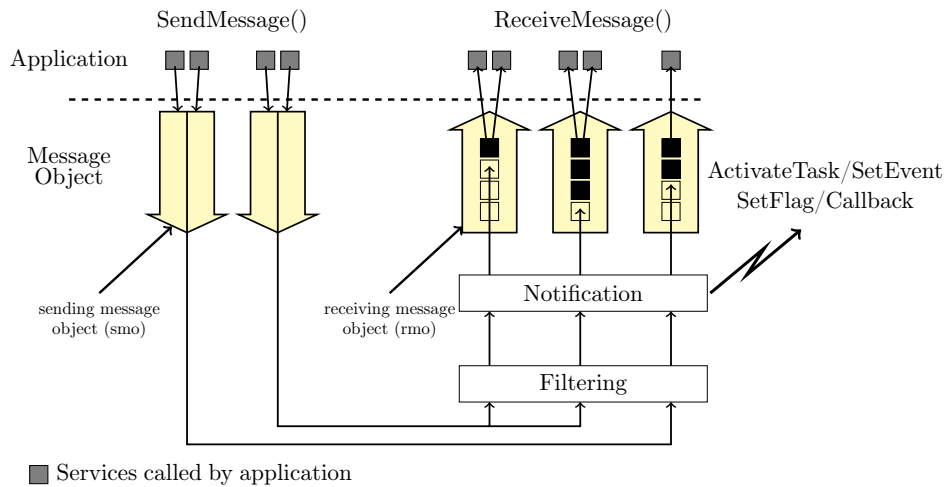 SendMessage()
ReceiveMessage()
Application
Message
Object
ActivateTask/SetEvent
SetFlag/Callback
sending message
object (smo)
receiving message
object (rmo)
Notification
Filtering
Services called by application